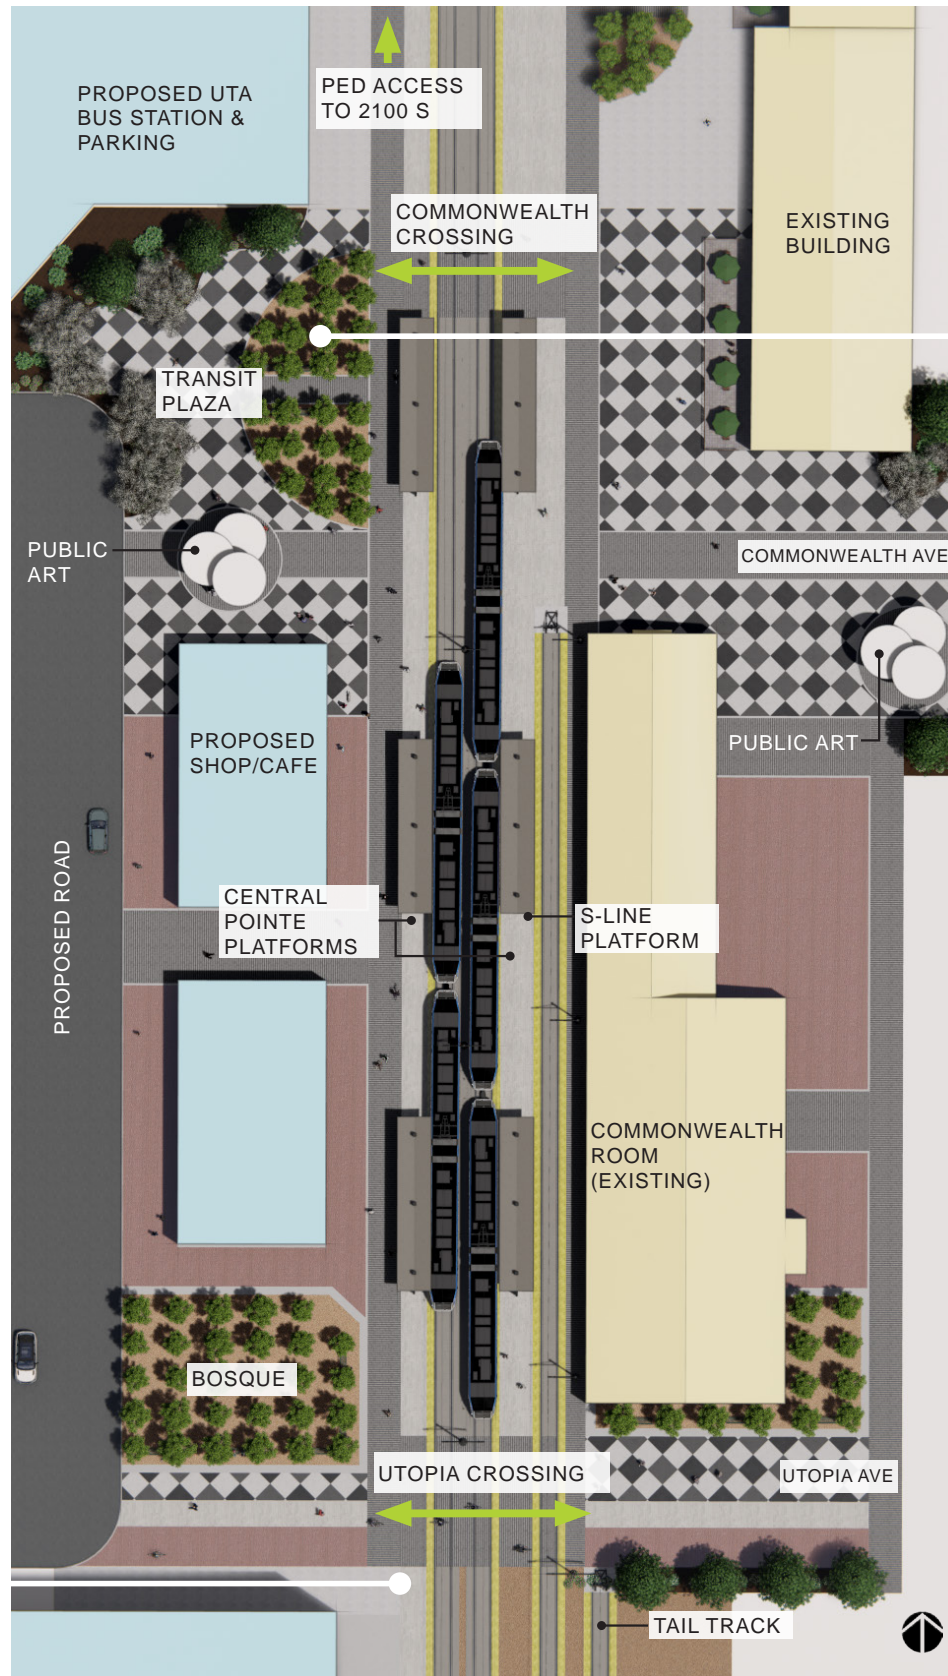 PED ACCESS
TO 2100 S
PROPOSED UTA
BUS STATION &
PARKING
COMMONWEALTH
CROSSING
EXISTING
BUILDING
TRANSIT
PLAZA
PUBLIC
ART
COMMONWEALTH AVE
PROPOSED
SHOP/CAFE
PUBLIC ART
PROPOSED ROAD
CENTRAL
POINTE
PLATFORMS
S-LINE
PLATFORM
COMMONWEALTH
ROOM
(EXISTING)
BOSQUE
UTOPIA CROSSING
UTOPIA AVE
TAIL TRACK